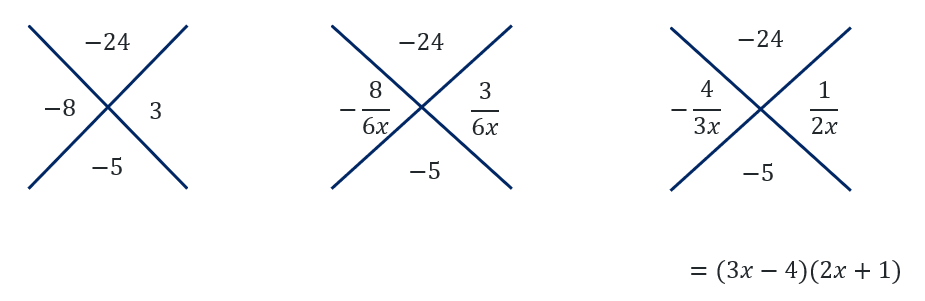 −24
−8 3
−5
−24
−8/6x 3/6x
−5
−24
−4/3x 1/2x
−5
= (3x − 4)(2x + 1)